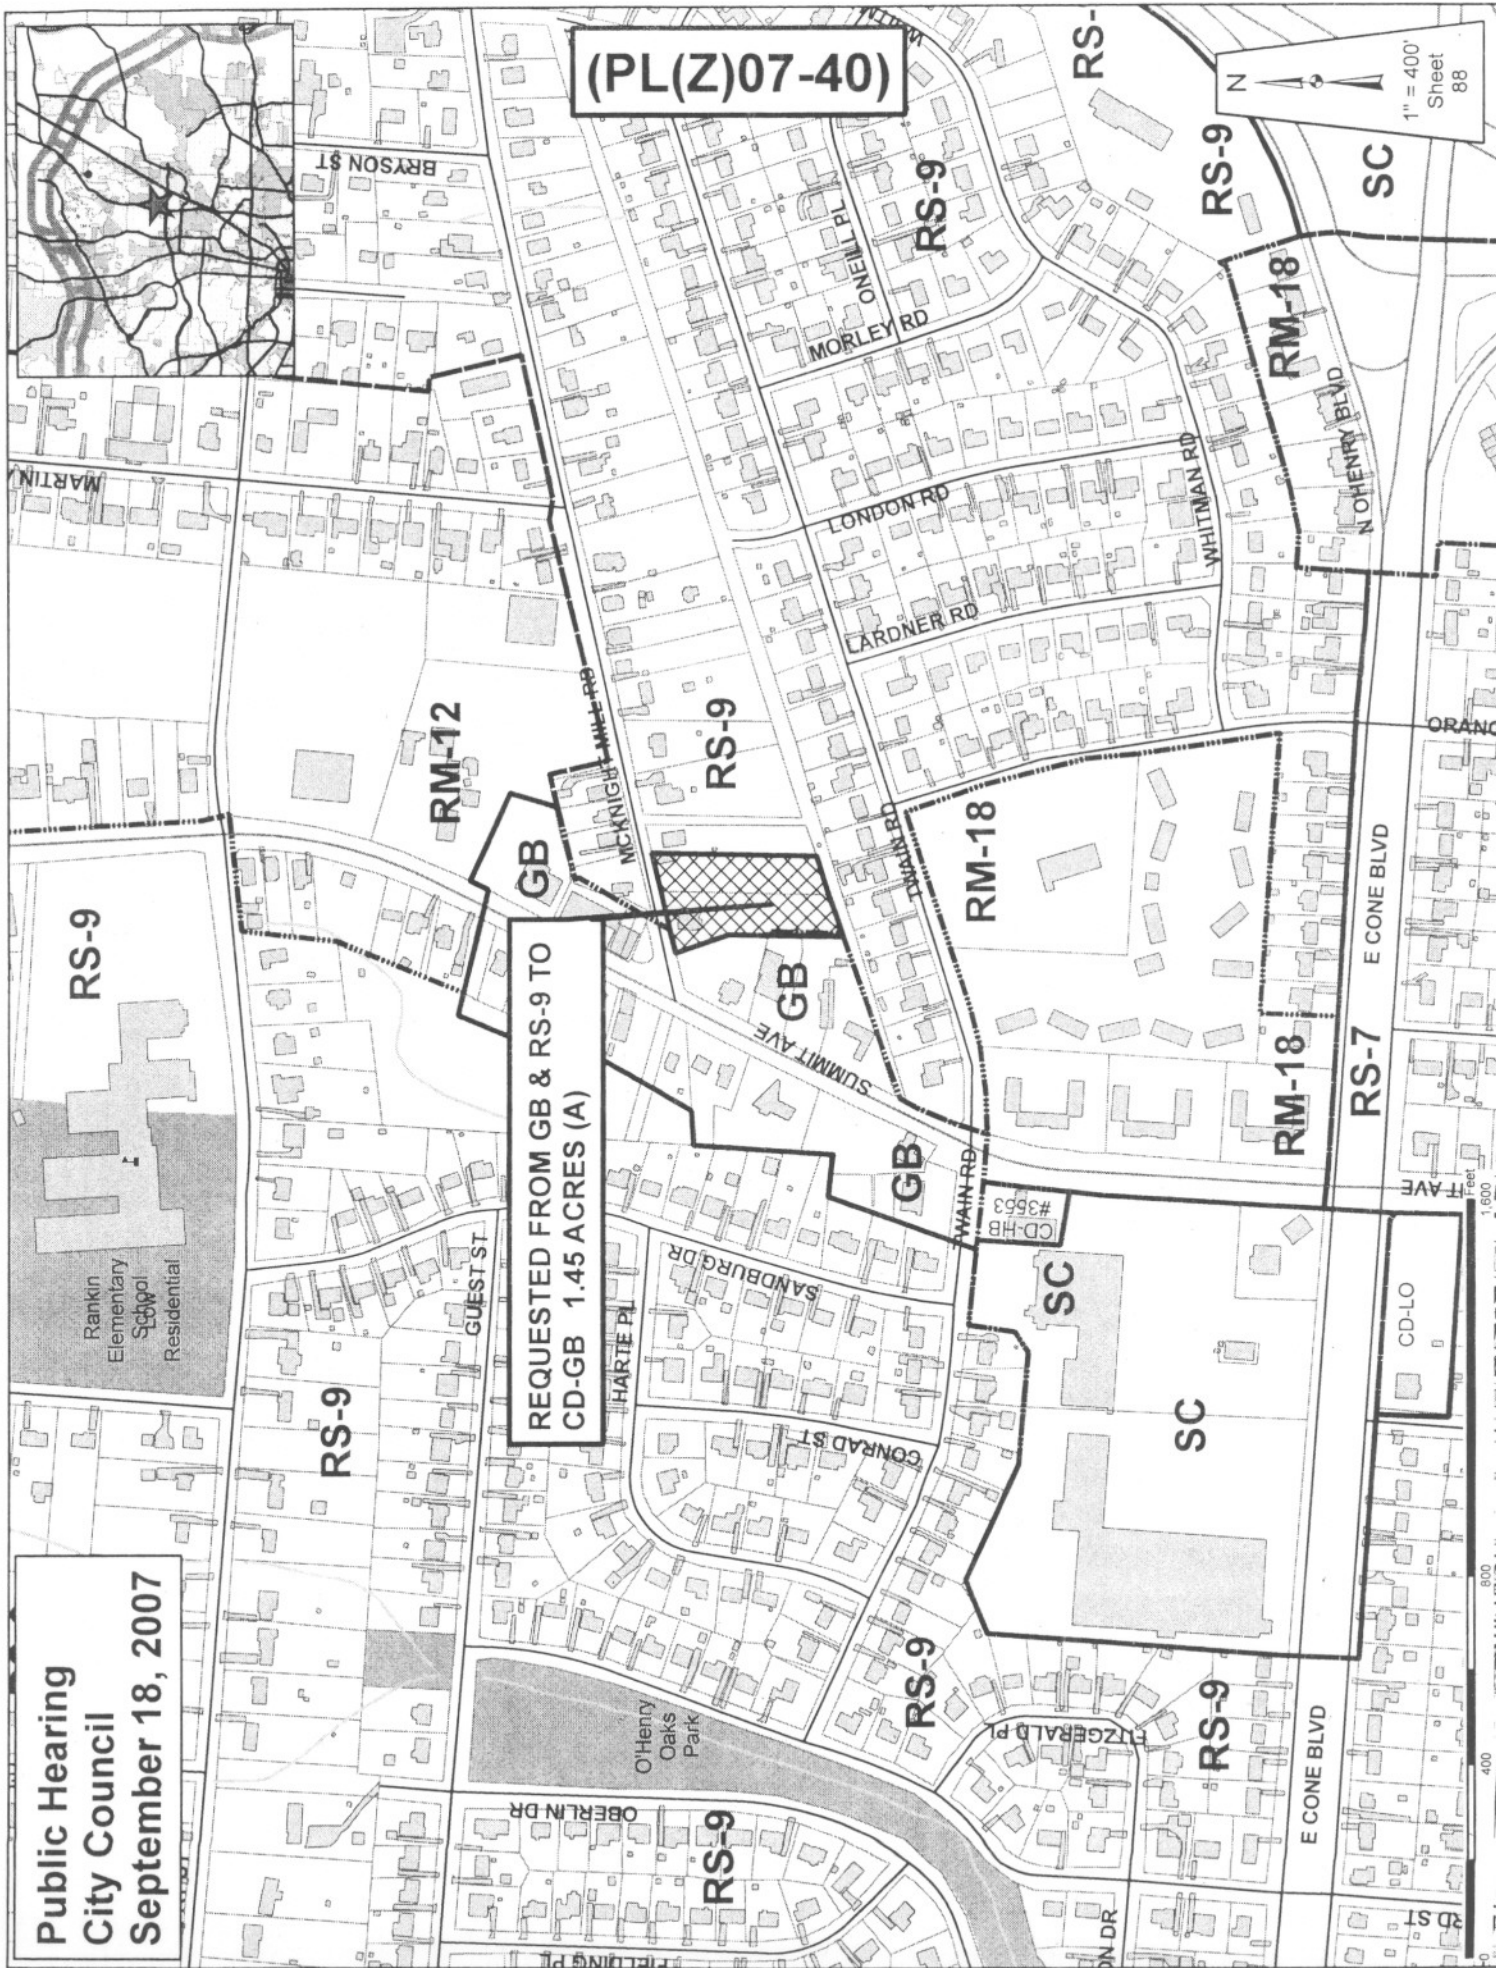 Public Hearing
City Council
September 18, 2007
(PL(Z)07-40)
REQUESTED FROM GB & RS-9 TO
CD-GB 1.45 ACRES (A)
N
1" = 400'
Sheet
88
Rankin
Elementary
School
Low
Residential
O'Henry
Oaks
Park
RS-9
RS-9
RS-9
RS-9
RS-9
RS-9
RS-9
RS-9
RS-
RS-7
RM-12
RM-18
RM-18
RM-18
GB
GB
GB
SC
SC
SC
CD-HB
#3553
CD-LO
BRYSON ST
MCKNIGHT MILL RD
ONEILL PL
MORLEY RD
LONDON RD
LARDNER RD
WHITMAN RD
N OHENRY BLVD
TWAIN RD
TWAIN RD
SUMMIT AVE
GUEST ST
HARTE PL
SANDBURG DR
CONRAD ST
OBERLIN DR
FIELDING PL
FITZGERALD PL
E CONE BLVD
E CONE BLVD
400
800
1,600
Feet